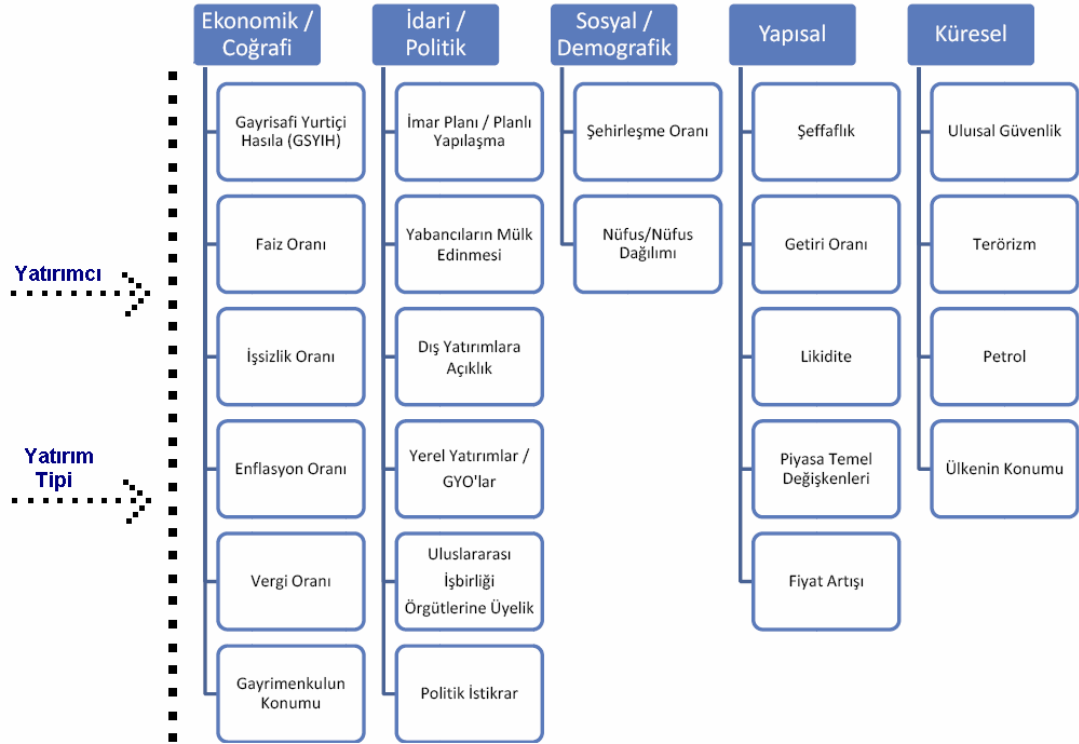 Ekonomik /
Coğrafi
Gayrisafi Yurtiçi
Hasıla (GSYIH)
Faiz Oranı
İşsizlik Oranı
Enflasyon Oranı
Vergi Oranı
Gayrimenkulun
Konumu
İdari /
Politik
İmar Planı / Planlı
Yapılaşma
Yabancıların Mülk
Edinmesi
Dış Yatırımlara
Açıklık
Yerel Yatırımlar /
GYO'lar
Uluslararası
İşbirliği
Örgütlerine Üyelik
Politik İstikrar
Sosyal /
Demografik
Şehirleşme Oranı
Nüfus/Nüfus
Dağılımı
Yapısal
Şeffaflık
Getiri Oranı
Likidite
Piyasa Temel
Değişkenleri
Fiyat Artışı
Küresel
Uluısal Güvenlik
Terörizm
Petrol
Ülkenin Konumu
Yatırımcı
Yatırım
Tipi